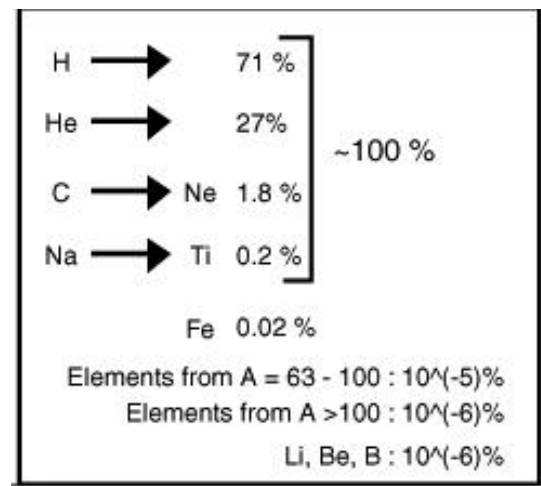 H 71 %
He 27%
~100 %
C Ne 1.8 %
Na Ti 0.2 %
Fe 0.02 %
Elements from A = 63 - 100 : 10^(-5)%
Elements from A >100 : 10^(-6)%
Li, Be, B : 10^(-6)%